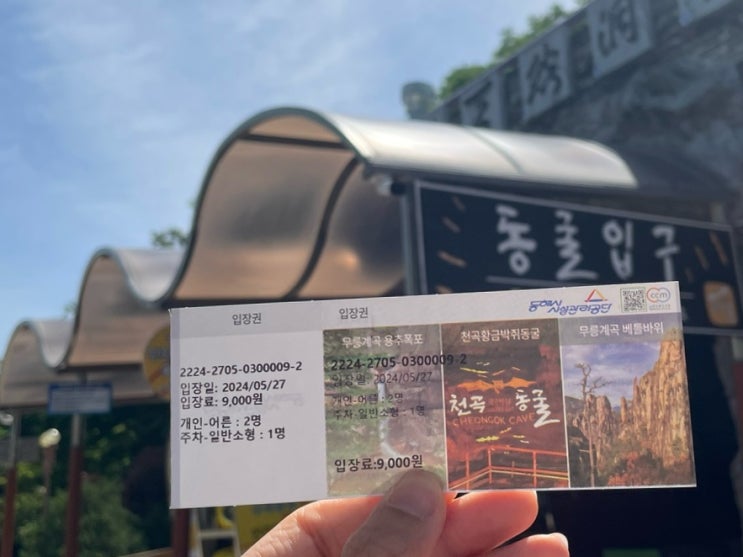 동굴입구
입장권
2224-2705-0300009-2
입장일: 2024/05/27
입장료: 9,000원
개인-어른 : 2명
주차-일반소형 : 1명
입장권
무릉계곡 용추폭포
2224-2705-0300009-2
입장일: 2024/05/27
개인-어른 : 2명
주차-일반소형 : 1명
입장료:9,000원
동해시시설관리공단
ccm
천곡황금박쥐동굴
천곡 동굴
CHEONGOK CAVE
무릉계곡 베틀바위